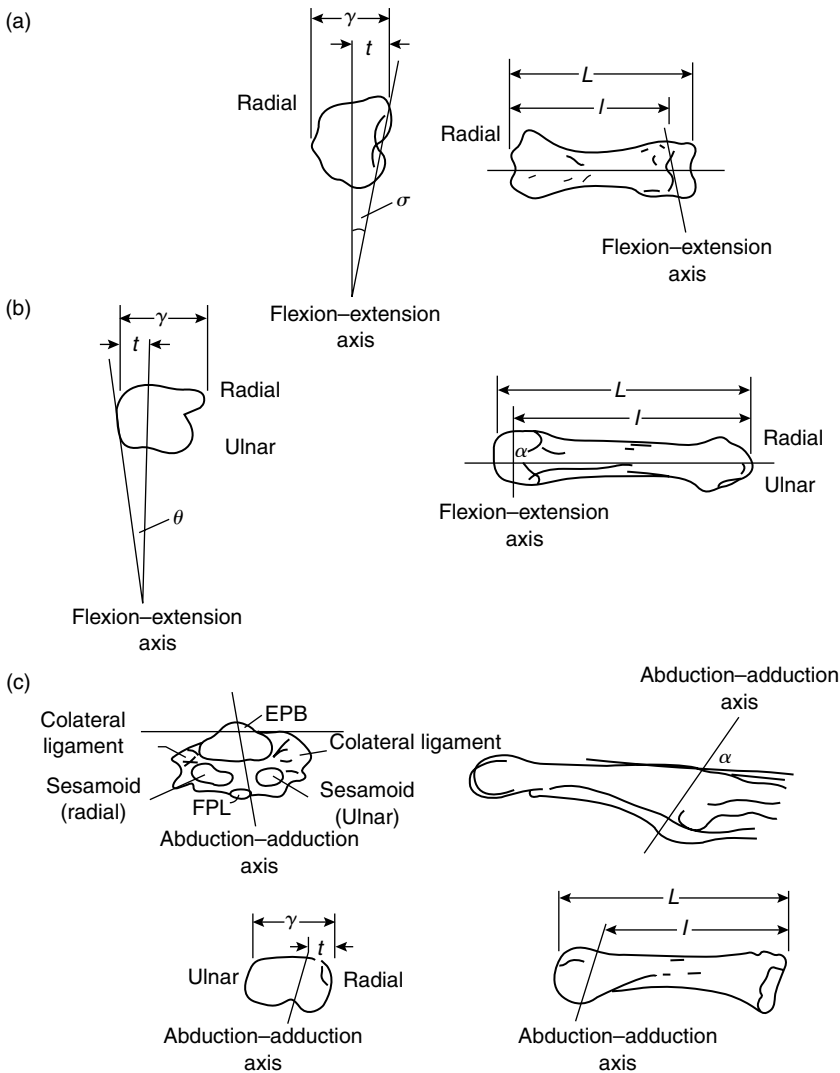 (a)
γ
t
Radial
σ
Flexion–extension
axis
L
l
Radial
Flexion–extension
axis
(b)
γ
t
Radial
Ulnar
θ
Flexion–extension
axis
L
l
α
Radial
Ulnar
Flexion–extension
axis
(c)
EPB
Colateral
ligament
Colateral ligament
Sesamoid
(radial)
FPL
Sesamoid
(Ulnar)
Abduction–adduction
axis
Abduction–adduction
axis
α
γ
t
Ulnar
Radial
Abduction–adduction
axis
L
l
Abduction–adduction
axis